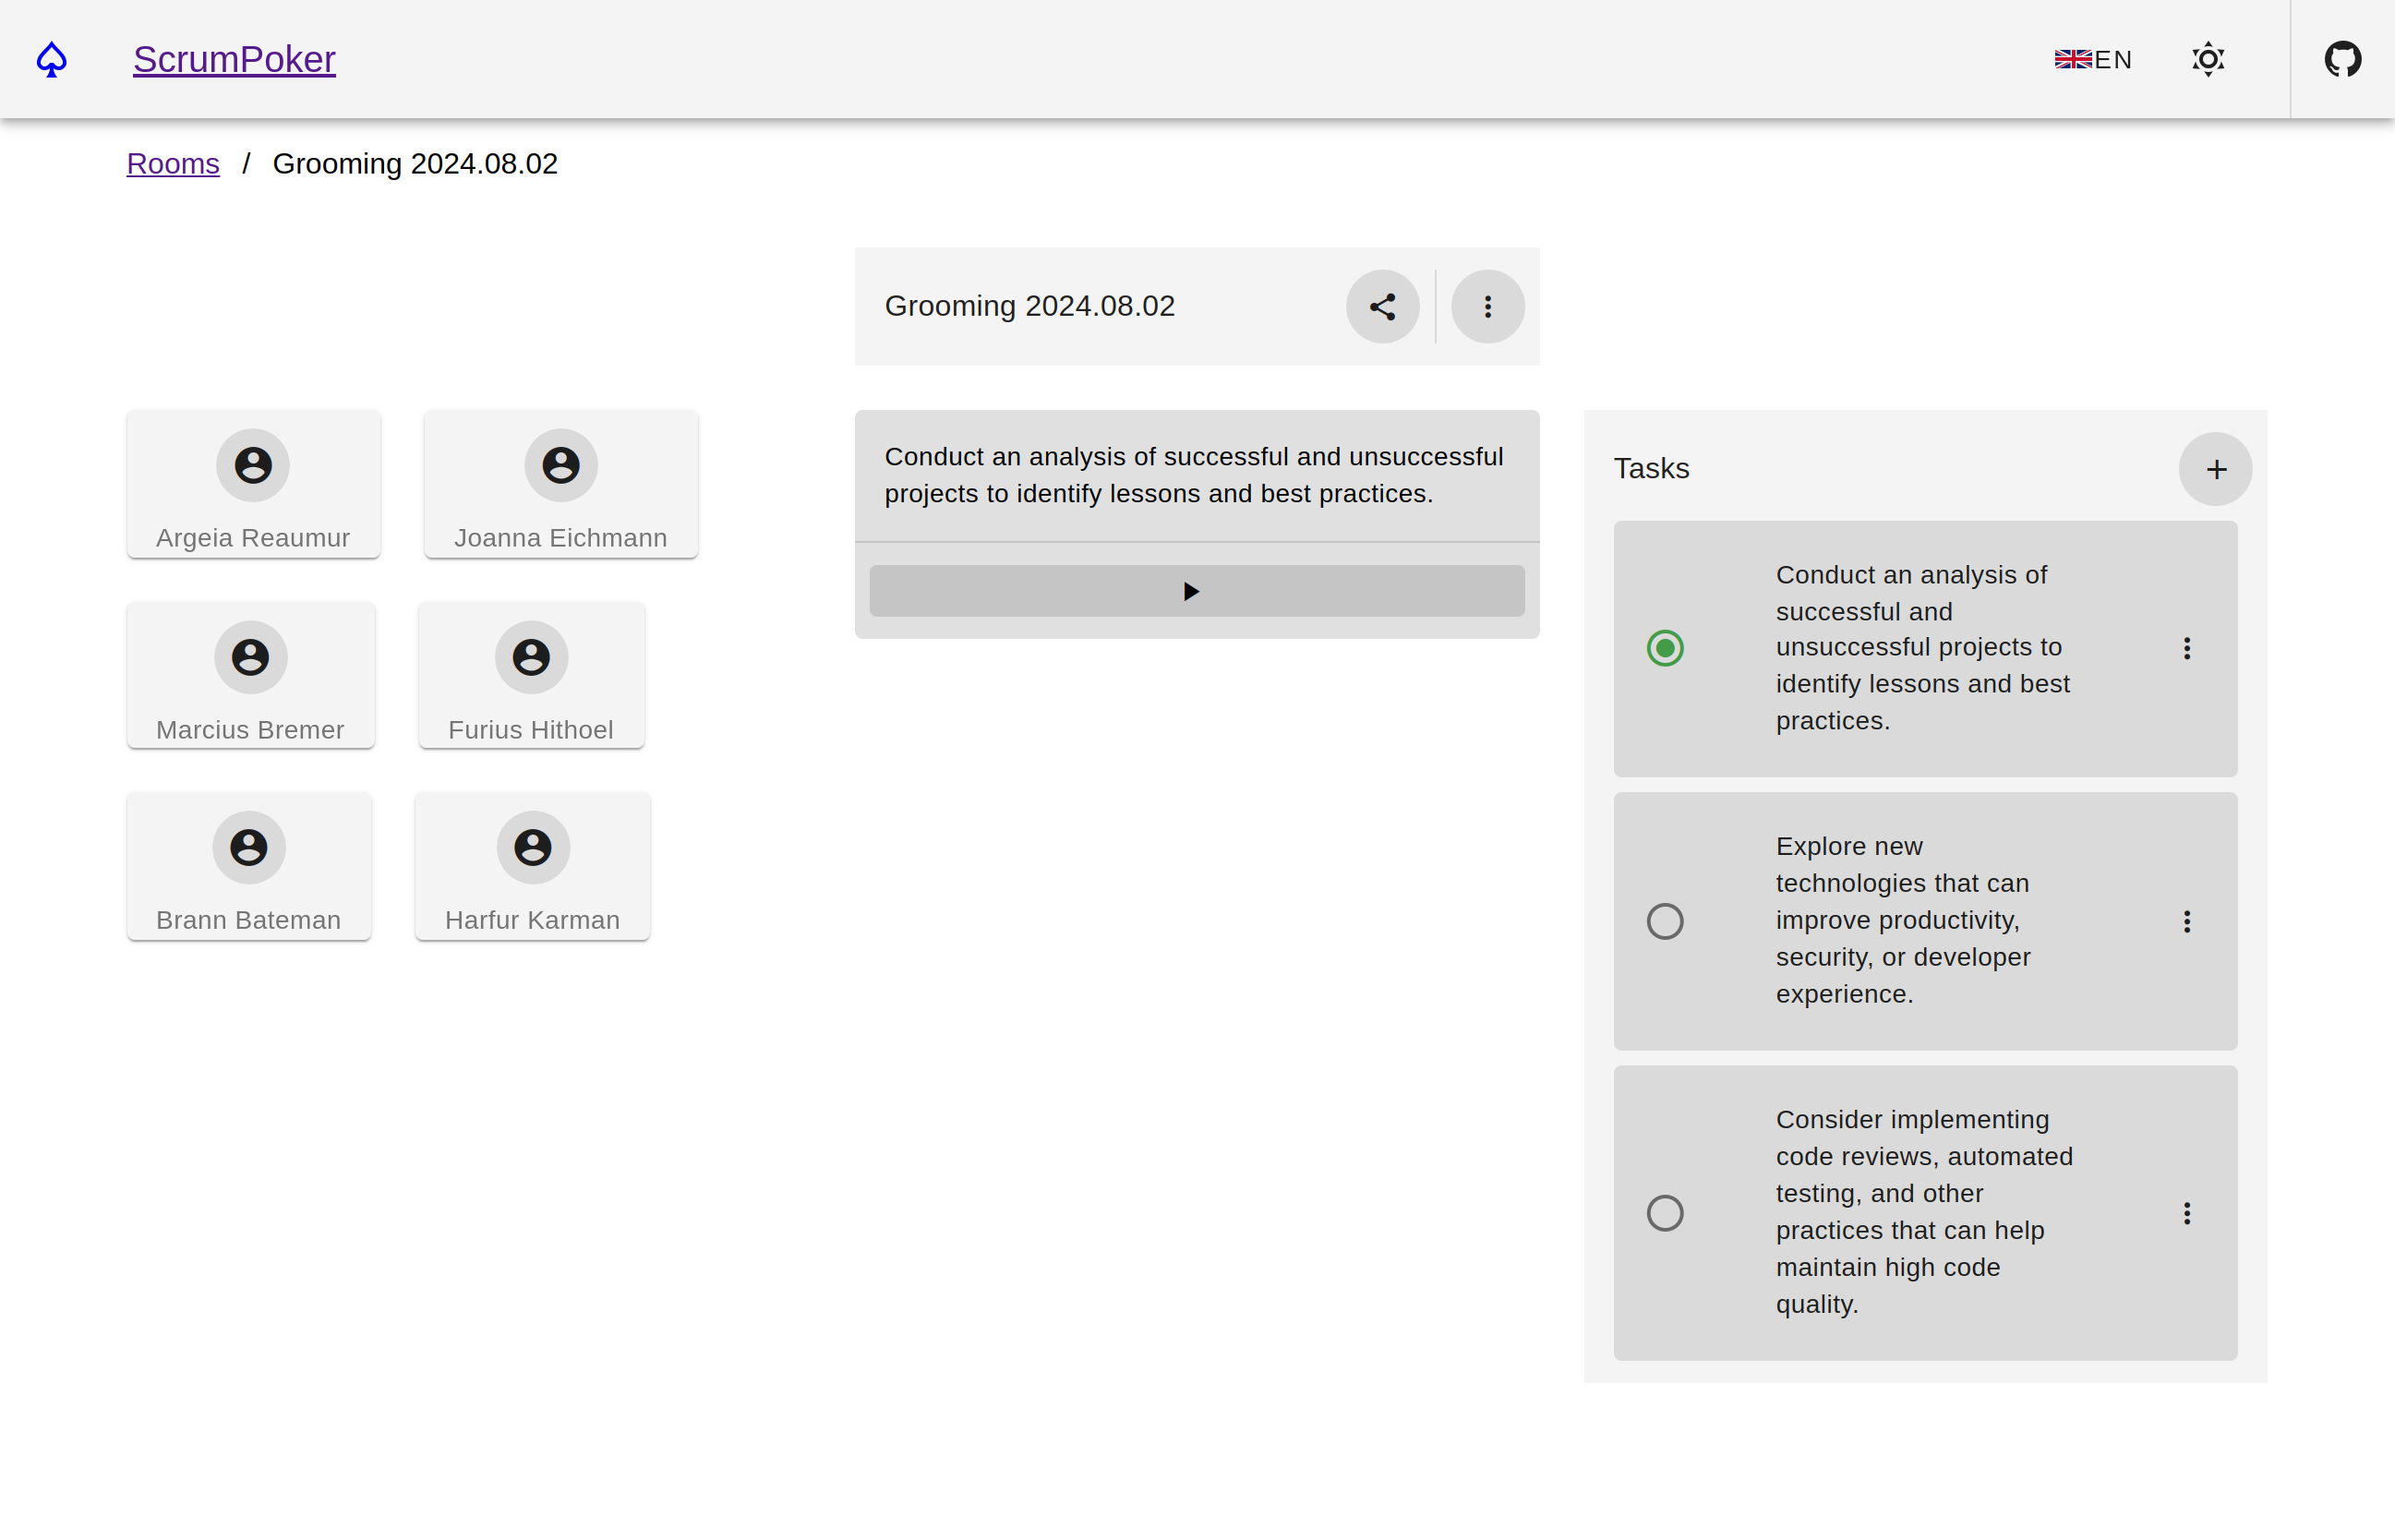 ScrumPoker
EN
Rooms / Grooming 2024.08.02
Grooming 2024.08.02
Argeia Reaumur
Joanna Eichmann
Marcius Bremer
Furius Hithoel
Brann Bateman
Harfur Karman
Conduct an analysis of successful and unsuccessful
projects to identify lessons and best practices.
Tasks
Conduct an analysis of
successful and
unsuccessful projects to
identify lessons and best
practices.
Explore new
technologies that can
improve productivity,
security, or developer
experience.
Consider implementing
code reviews, automated
testing, and other
practices that can help
maintain high code
quality.